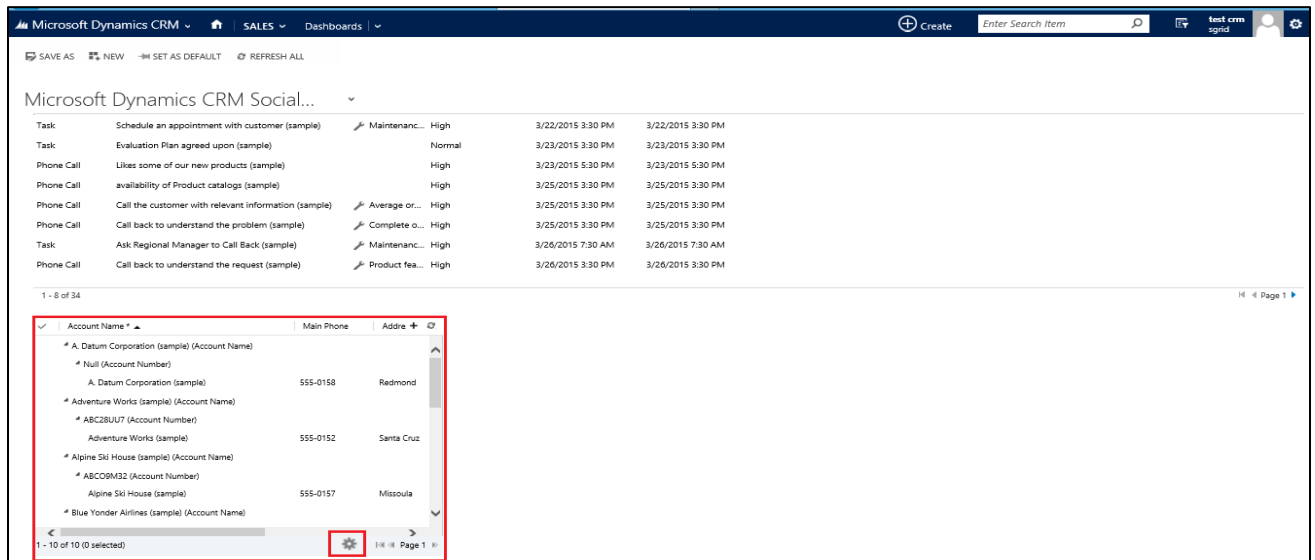 Microsoft Dynamics CRM SALES Dashboards Create Enter Search Item test crm
sgrid
SAVE AS NEW SET AS DEFAULT REFRESH ALL
Microsoft Dynamics CRM Social...
Task Schedule an appointment with customer (sample) Maintenanc... High 3/22/2015 3:30 PM 3/22/2015 3:30 PM
Task Evaluation Plan agreed upon (sample) Normal 3/23/2015 3:30 PM 3/23/2015 3:30 PM
Phone Call Likes some of our new products (sample) High 3/23/2015 5:30 PM 3/23/2015 5:30 PM
Phone Call availability of Product catalogs (sample) High 3/25/2015 3:30 PM 3/25/2015 3:30 PM
Phone Call Call the customer with relevant information (sample) Average or... High 3/25/2015 3:30 PM 3/25/2015 3:30 PM
Phone Call Call back to understand the problem (sample) Complete o... High 3/25/2015 3:30 PM 3/25/2015 3:30 PM
Task Ask Regional Manager to Call Back (sample) Maintenanc... High 3/26/2015 7:30 AM 3/26/2015 7:30 AM
Phone Call Call back to understand the request (sample) Product fea... High 3/26/2015 3:30 PM 3/26/2015 3:30 PM
1 - 8 of 34 Page 1
Account Name * Main Phone Addre
A. Datum Corporation (sample) (Account Name)
Null (Account Number)
A. Datum Corporation (sample) 555-0158 Redmond
Adventure Works (sample) (Account Name)
ABC28UU7 (Account Number)
Adventure Works (sample) 555-0152 Santa Cruz
Alpine Ski House (sample) (Account Name)
ABCO9M32 (Account Number)
Alpine Ski House (sample) 555-0157 Missoula
Blue Yonder Airlines (sample) (Account Name)
1 - 10 of 10 (0 selected) Page 1